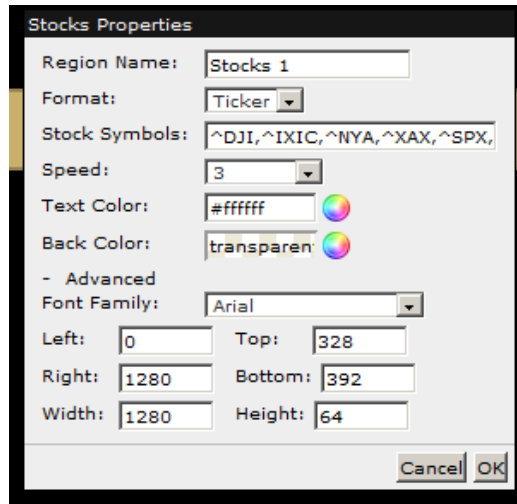 Stocks Properties
Region Name: Stocks 1
Format: Ticker
Stock Symbols: ^DJI,^IXIC,^NYA,^XAX,^SPX,
Speed: 3
Text Color: #ffffff
Back Color: transparen
- Advanced
Font Family: Arial
Left: 0 Top: 328
Right: 1280 Bottom: 392
Width: 1280 Height: 64
Cancel OK